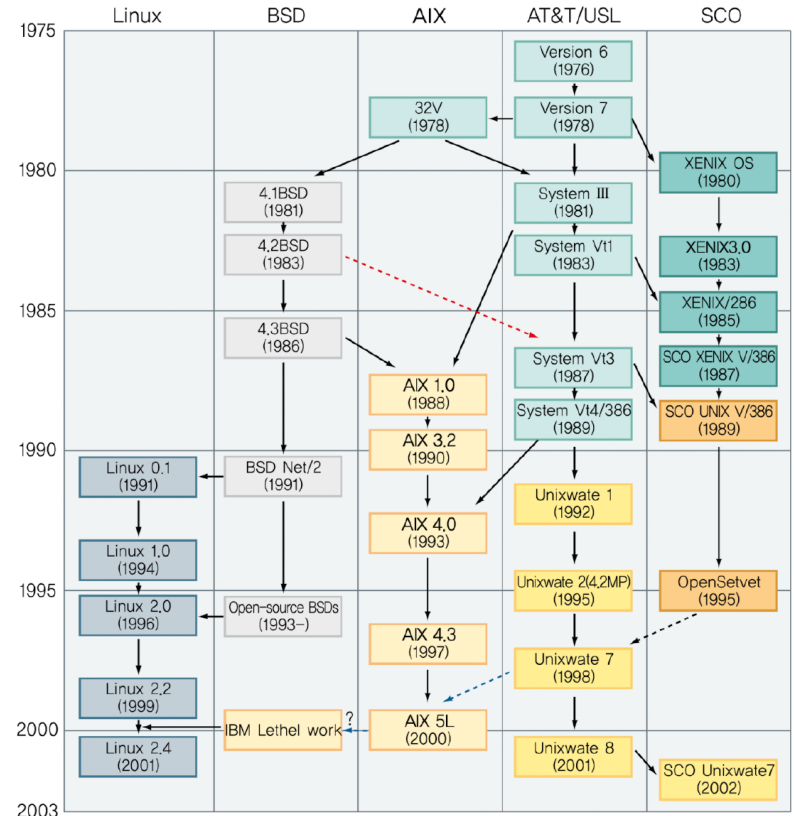 Linux BSD AIX AT&T/USL SCO
1975
Version 6
(1976)
32V
(1978)
Version 7
(1978)
1980
XENIX OS
(1980)
4.1BSD
(1981)
System III
(1981)
4.2BSD
(1983)
System Vt1
(1983)
XENIX3.0
(1983)
1985
XENIX/286
(1985)
4.3BSD
(1986)
System Vt3
(1987)
SCO XENIX V/386
(1987)
AIX 1.0
(1988)
System Vt4/386
(1989)
SCO UNIX V/386
(1989)
1990
AIX 3.2
(1990)
Linux 0.1
(1991)
BSD Net/2
(1991)
Unixwate 1
(1992)
AIX 4.0
(1993)
Linux 1.0
(1994)
1995
Unixwate 2(4.2MP)
(1995)
OpenSetvet
(1995)
Linux 2.0
(1996)
Open-source BSDs
(1993-)
AIX 4.3
(1997)
Unixwate 7
(1998)
Linux 2.2
(1999)
2000
IBM Lethel work
?
AIX 5L
(2000)
Linux 2.4
(2001)
Unixwate 8
(2001)
SCO Unixwate7
(2002)
2003